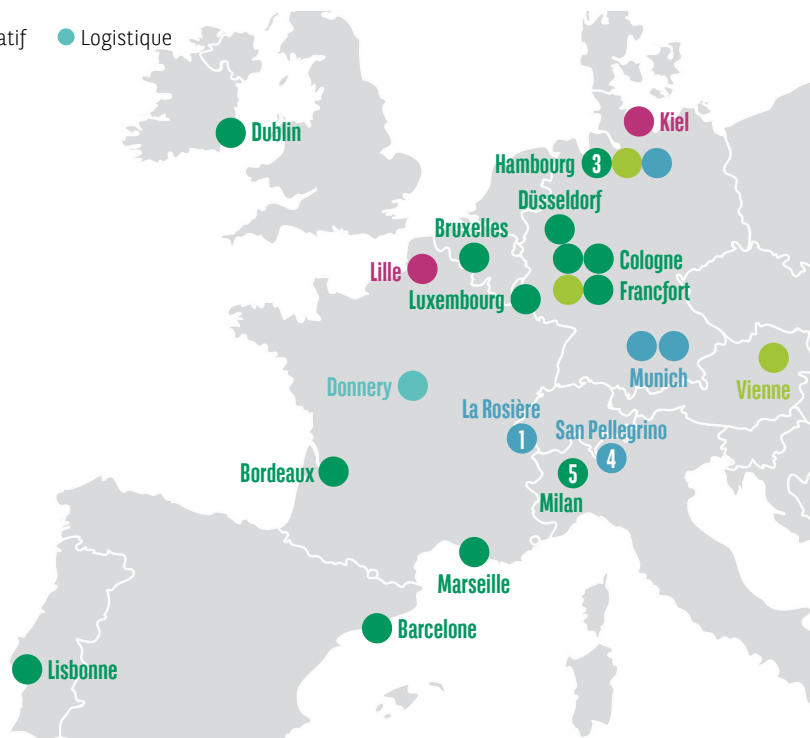 atif Logistique
Dublin
Kiel
Hambourg 3
Düsseldorf
Bruxelles
Cologne
Lille
Francfort
Luxembourg
Munich
Donnery
Vienne
La Rosière
1
San Pellegrino
4
Bordeaux
5
Milan
Marseille
Barcelone
Lisbonne